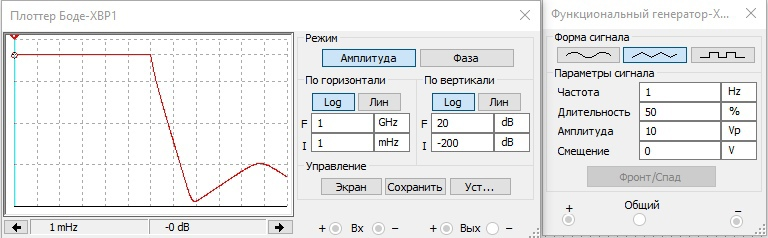 Плоттер Боде-XBP1
Режим
Амплитуда
Фаза
По горизонтали
По вертикали
Log
Лин
Log
Лин
F
1
GHz
F
20
dB
I
1
mHz
I
-200
dB
Управление
Экран
Сохранить
Уст...
1 mHz
-0 dB
+
Вх
-
+
Вых
-
Функциональный генератор-X...
Форма сигнала
Параметры сигнала
Частота
1
Hz
Длительность
50
%
Амплитуда
10
Vp
Смещение
0
V
Фронт/Спад
+
Общий
-